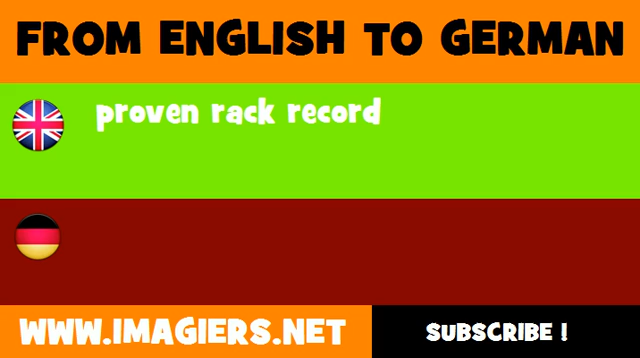 FROM ENGLISH TO GERMAN
proven rack record
WWW.IMAGIERS.NET
SUBSCRIBE !